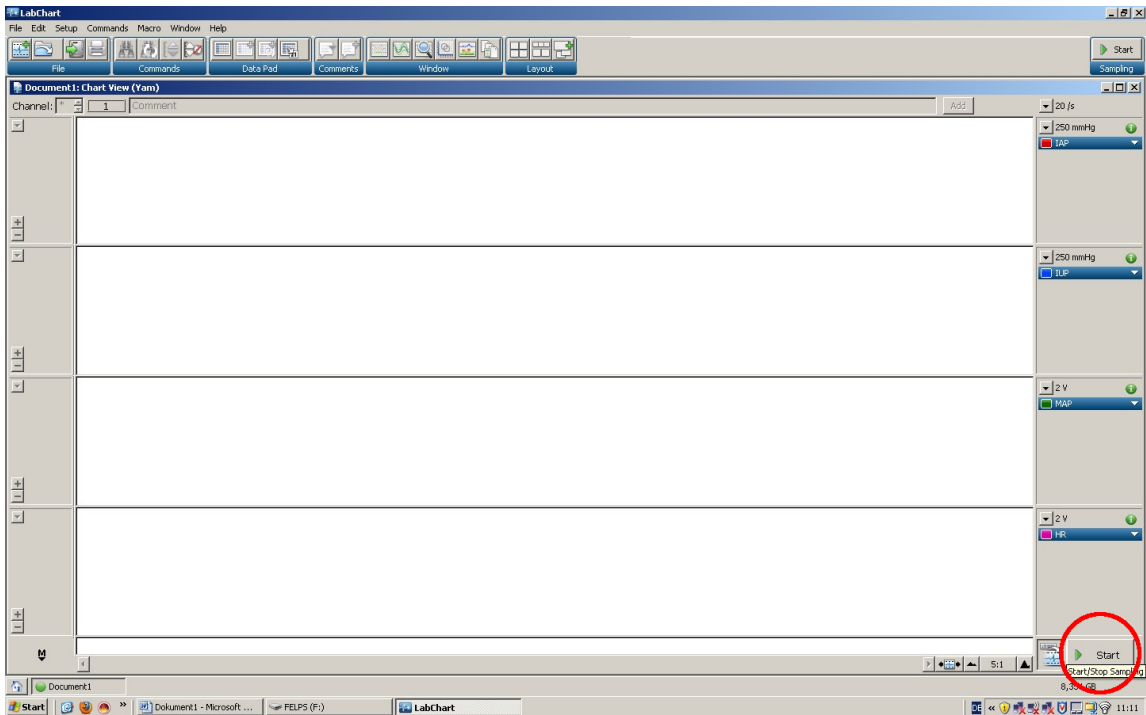 LabChart
File Edit Setup Commands Macro Window Help
Start
File Commands Data Pad Comments Window Layout Sampling
Document1: Chart View (Yam)
Channel: * 1 Comment Add 20 /s
250 mmHg
IAP
250 mmHg
IUP
2 V
MAP
2 V
HR
M 5:1 Start
Start/Stop Sampling
Document1
Start » Dokument1 - Microsoft ... FELPS (F:) LabChart DE « 11:11